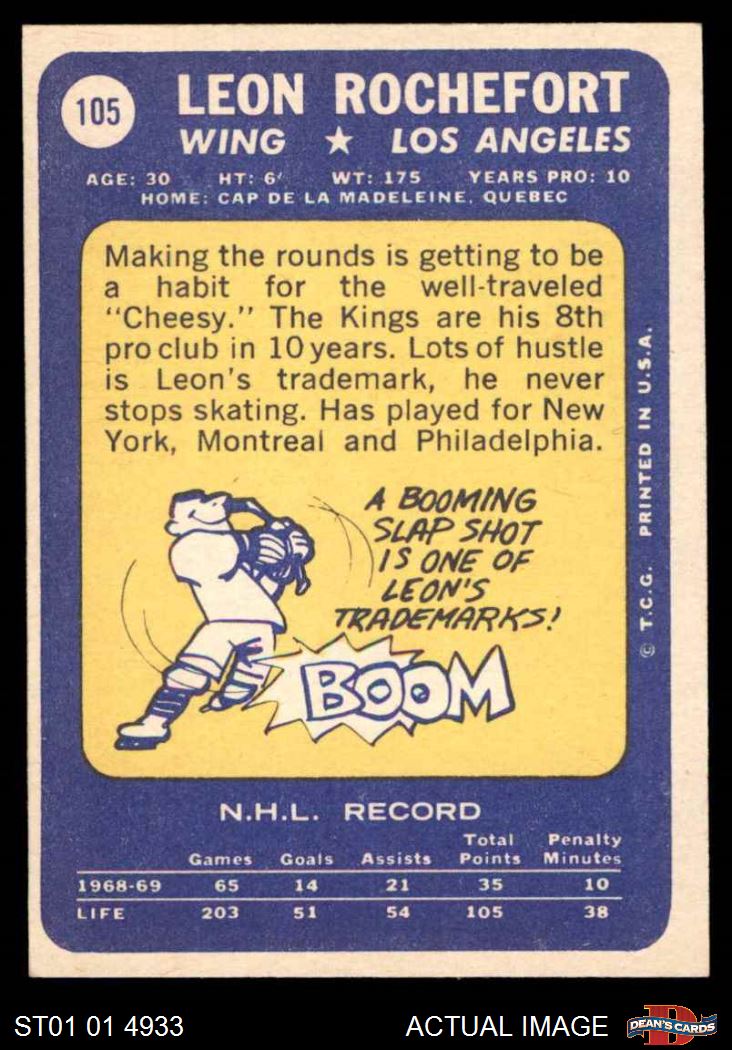 105
LEON ROCHEFORT
WING ★ LOS ANGELES
AGE: 30 HT: 6' WT: 175 YEARS PRO: 10
HOME: CAP DE LA MADELEINE, QUEBEC
Making the rounds is getting to be
a habit for the well-traveled
"Cheesy." The Kings are his 8th
pro club in 10 years. Lots of hustle
is Leon's trademark, he never
stops skating. Has played for New
York, Montreal and Philadelphia.
A BOOMING
SLAP SHOT
IS ONE OF
LEON'S
TRADEMARKS!
BOOM
© T.C.G. PRINTED IN U.S.A.
N.H.L. RECORD
Total Penalty
Games Goals Assists Points Minutes
1968-69 65 14 21 35 10
LIFE 203 51 54 105 38
ST01 01 4933 ACTUAL IMAGE
D
DEAN'S CARDS